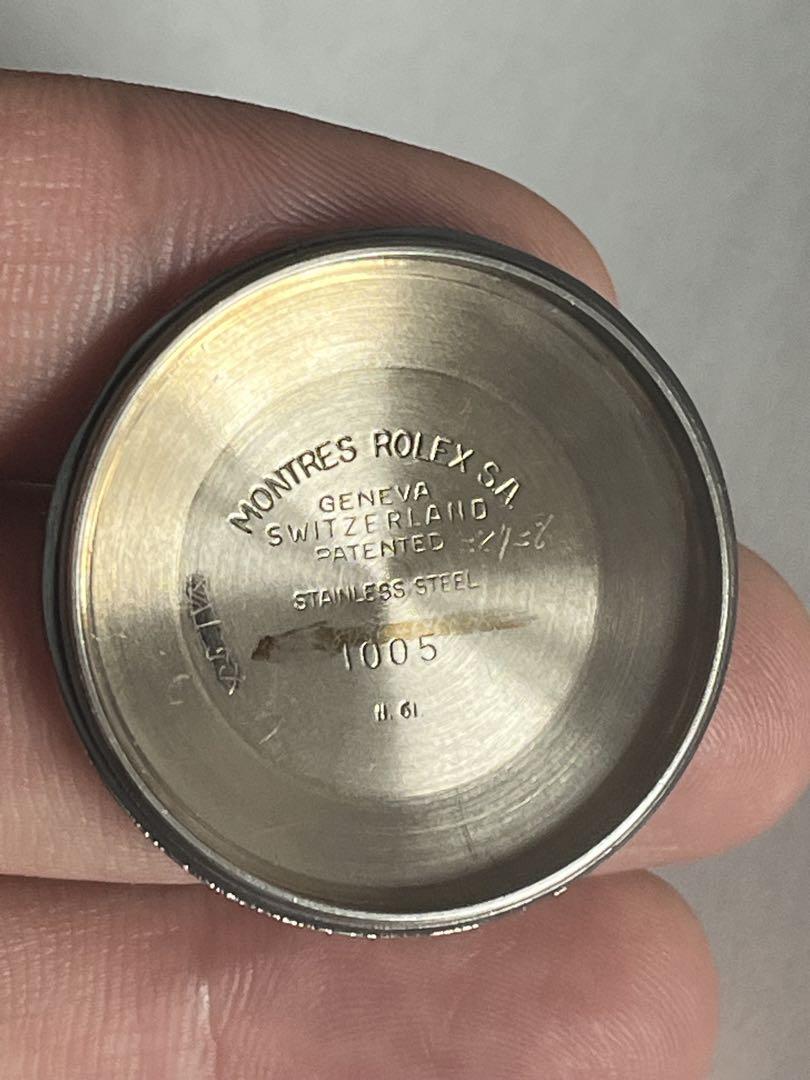 MONTRES ROLEX S.A.
GENEVA
SWITZERLAND
PATENTED
STAINLESS STEEL
1005
II. 61.